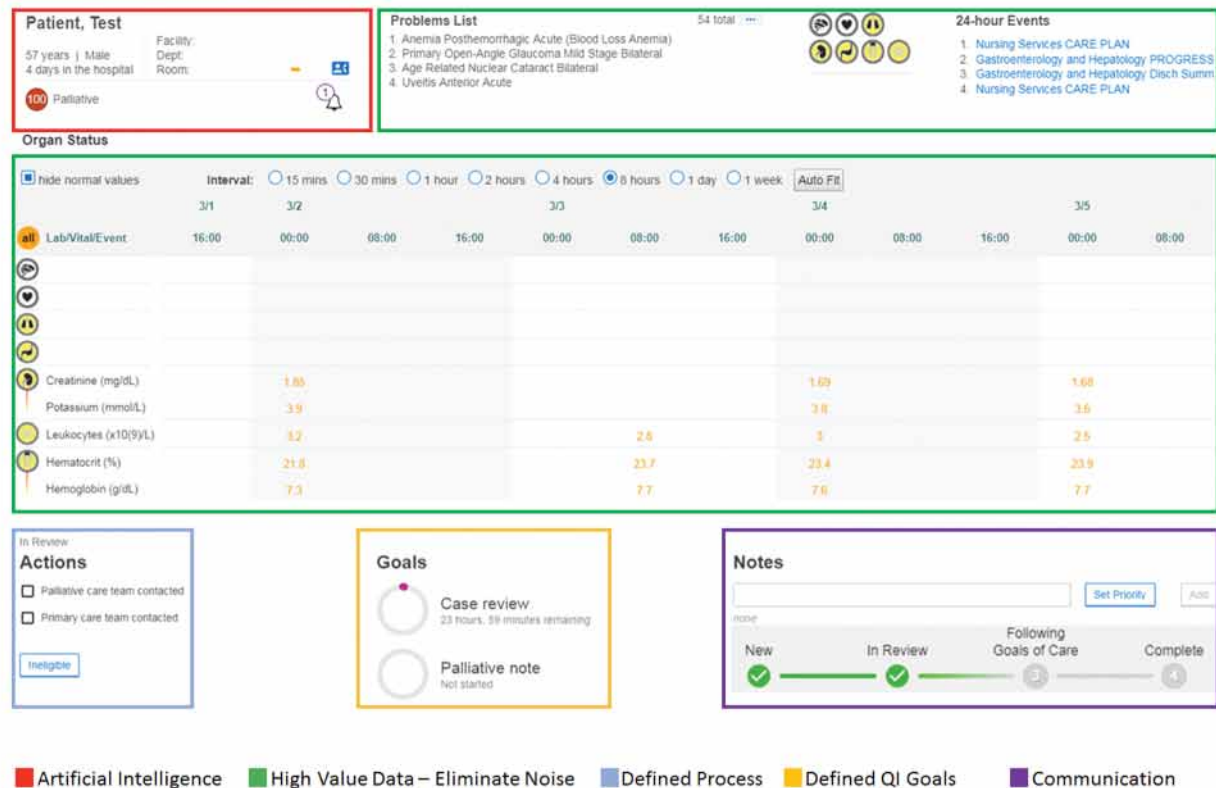 Patient, Test
57 years | Male
4 days in the hospital
Facility:
Dept:
Room:
100 Palliative
1
Problems List
54 total ...
1. Anemia Posthemorrhagic Acute (Blood Loss Anemia)
2. Primary Open-Angle Glaucoma Mild Stage Bilateral
3. Age Related Nuclear Cataract Bilateral
4. Uveitis Anterior Acute
24-hour Events
1. Nursing Services CARE PLAN
2. Gastroenterology and Hepatology PROGRESS
3. Gastroenterology and Hepatology Disch Summ
4. Nursing Services CARE PLAN
Organ Status
hide normal values Interval: 15 mins 30 mins 1 hour 2 hours 4 hours 8 hours 1 day 1 week Auto Fit
3/1 3/2 3/3 3/4 3/5
all Lab/Vital/Event 16:00 00:00 08:00 16:00 00:00 08:00 16:00 00:00 08:00 16:00 00:00 08:00
Creatinine (mg/dL) 1.69 1.68
Potassium (mmol/L) 3.9 3.8 3.6
Leukocytes (x10(9)/L) 3.2 2.6 3 2.5
Hematocrit (%) 21.8 23.7 23.4 23.9
Hemoglobin (g/dL) 7.3 7.7 7.6 7.7
In Review
Actions
Palliative care team contacted
Primary care team contacted
Ineligible
Goals
Case review
23 hours, 59 minutes remaining
Palliative note
Not started
Notes
Set Priority Add
none
New In Review Following Goals of Care Complete
3 4
Artificial Intelligence High Value Data – Eliminate Noise Defined Process Defined QI Goals Communication